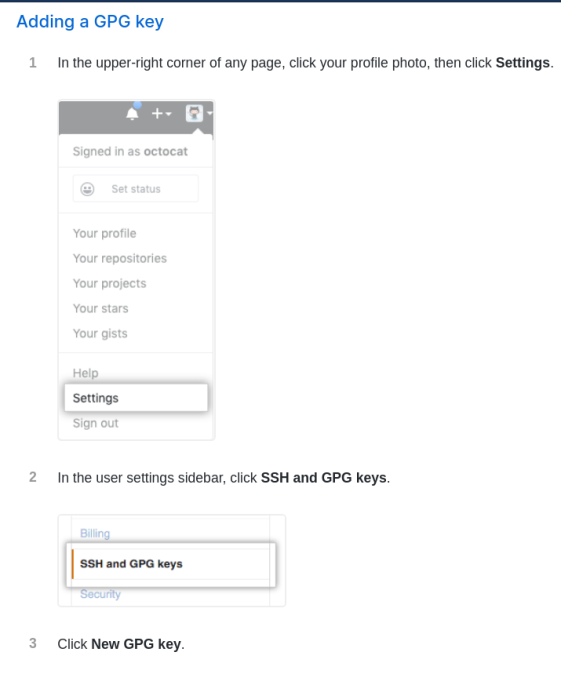 Adding a GPG key
1 In the upper-right corner of any page, click your profile photo, then click Settings.
Signed in as octocat
Set status
Your profile
Your repositories
Your projects
Your stars
Your gists
Help
Settings
Sign out
2 In the user settings sidebar, click SSH and GPG keys.
Billing
SSH and GPG keys
Security
3 Click New GPG key.